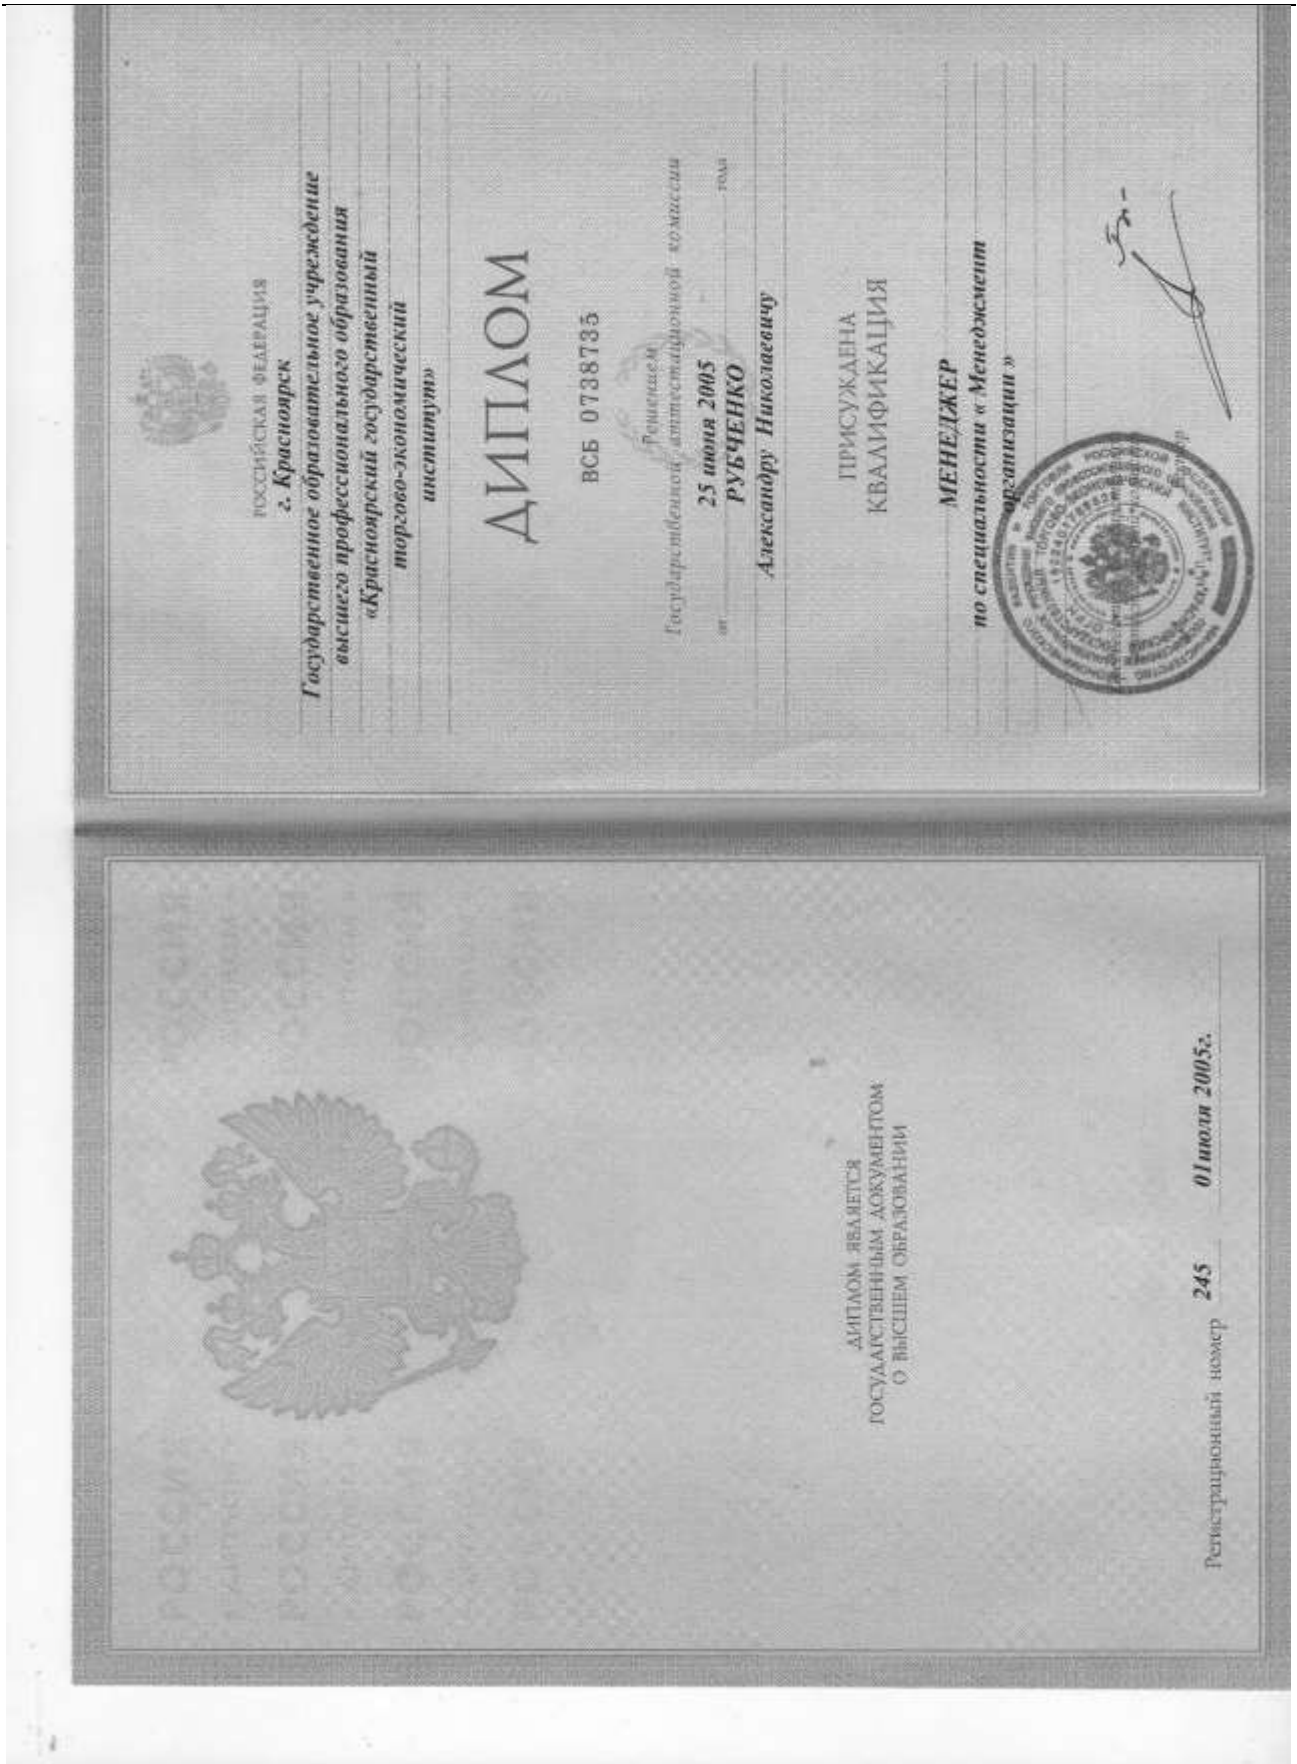 ДИПЛОМ ЯВЛЯЕТСЯ
ГОСУДАРСТВЕННЫМ ДОКУМЕНТОМ
О ВЫСШЕМ ОБРАЗОВАНИИ
Регистрационный номер 245 01июля 2005г.
РОССИЙСКАЯ ФЕДЕРАЦИЯ
г. Красноярск
Государственное образовательное учреждение
высшего профессионального образования
«Красноярский государственный
торгово-экономический
институт»
ДИПЛОМ
ВСБ 0738735
Решением
Государственной аттестационной комиссии
от 25 июня 2005 года
РУБЧЕНКО
Александру Николаевичу
ПРИСУЖДЕНА
КВАЛИФИКАЦИЯ
МЕНЕДЖЕР
по специальности « Менеджмент
организации »